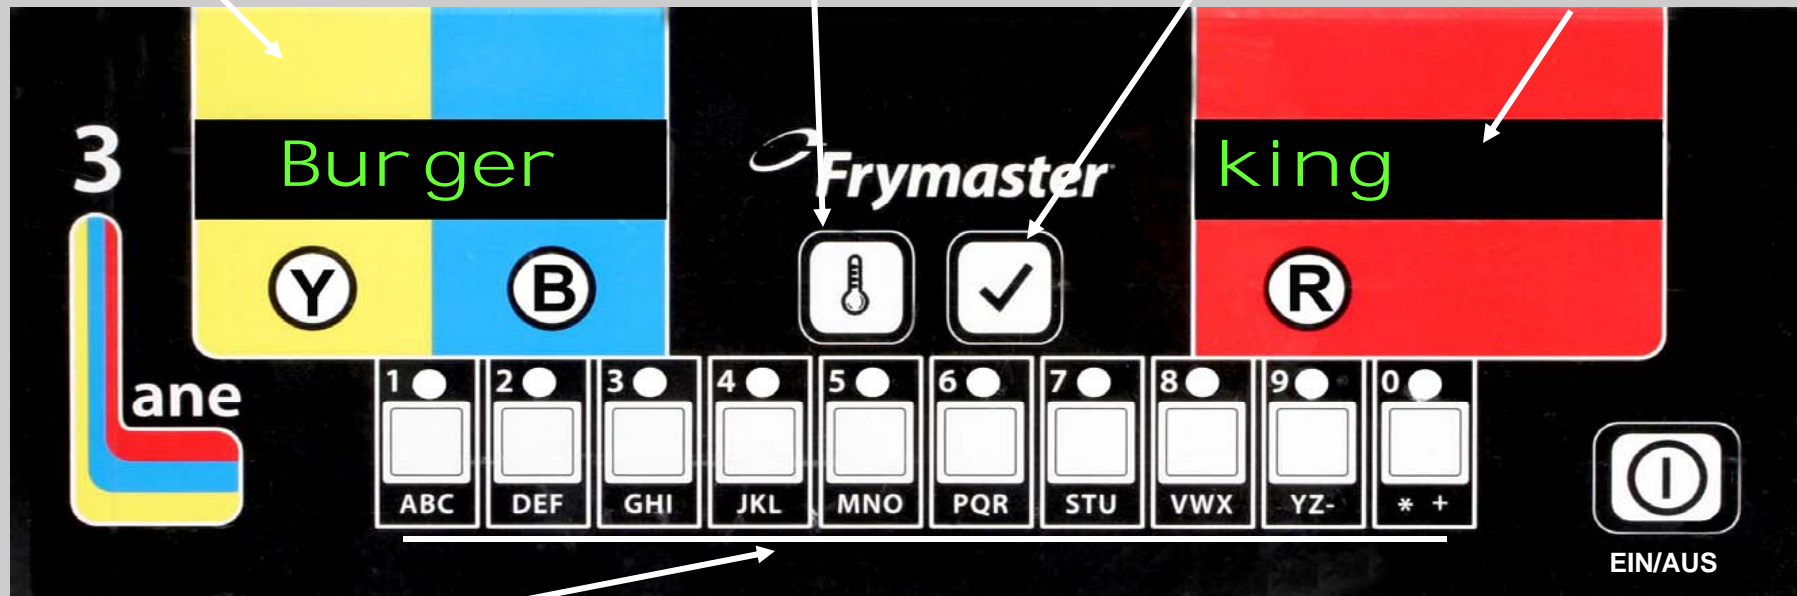 3
Lane
Burger
Frymaster
king
Y
B
R
1 2 3 4 5 6 7 8 9 0
ABC DEF GHI JKL MNO PQR STU VWX YZ- * +
EIN/AUS